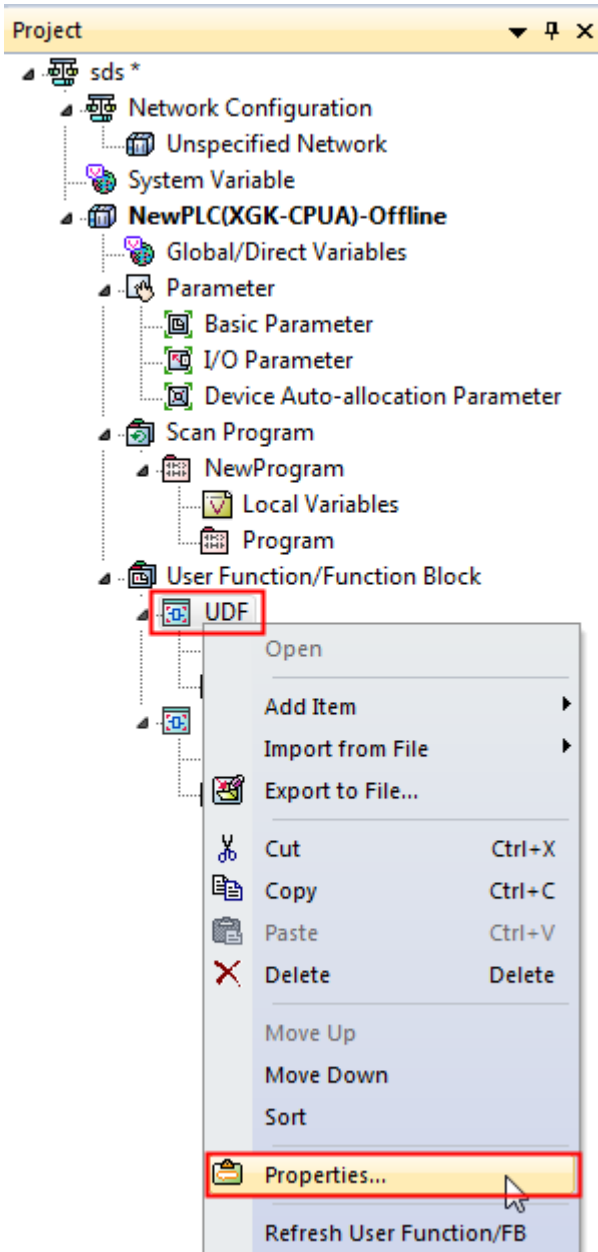 Project
sds *
Network Configuration
Unspecified Network
System Variable
NewPLC(XGK-CPUA)-Offline
Global/Direct Variables
Parameter
Basic Parameter
I/O Parameter
Device Auto-allocation Parameter
Scan Program
NewProgram
Local Variables
Program
User Function/Function Block
UDF
Open
Add Item
Import from File
Export to File...
Cut Ctrl+X
Copy Ctrl+C
Paste Ctrl+V
Delete Delete
Move Up
Move Down
Sort
Properties...
Refresh User Function/FB